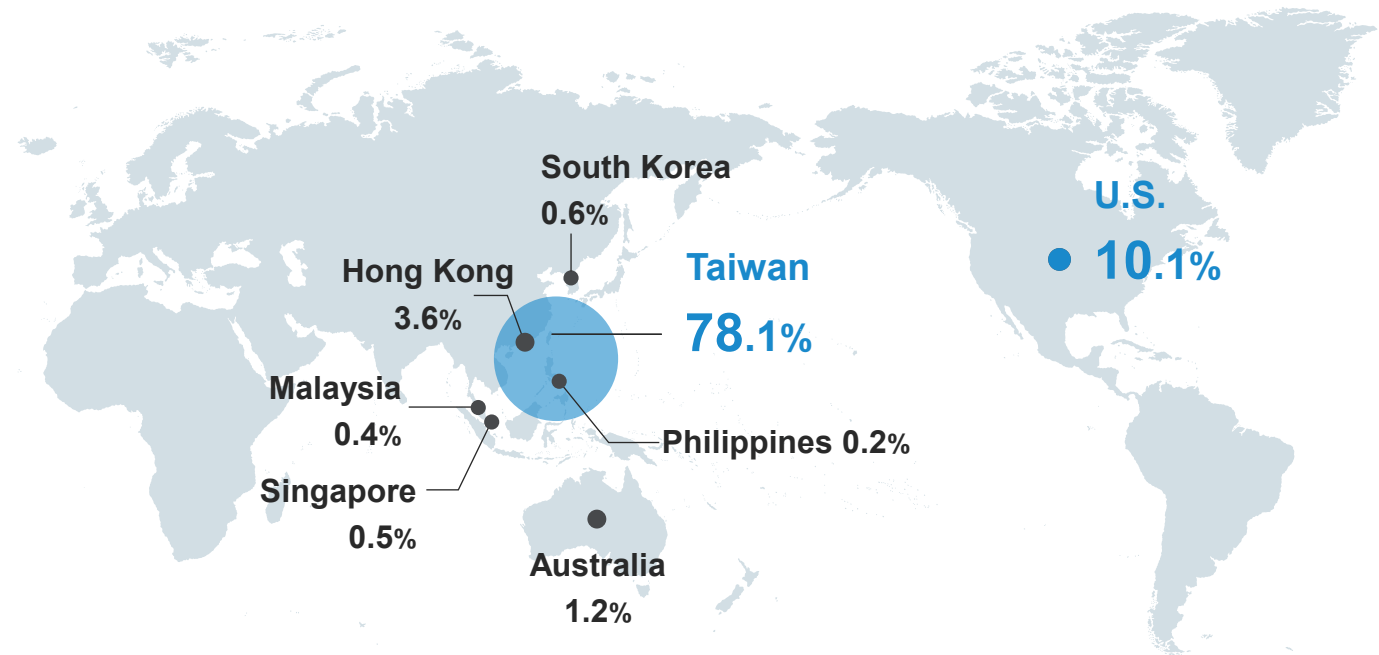 South Korea
0.6%
Hong Kong
3.6%
Taiwan
78.1%
U.S.
10.1%
Malaysia
0.4%
Philippines 0.2%
Singapore
0.5%
Australia
1.2%